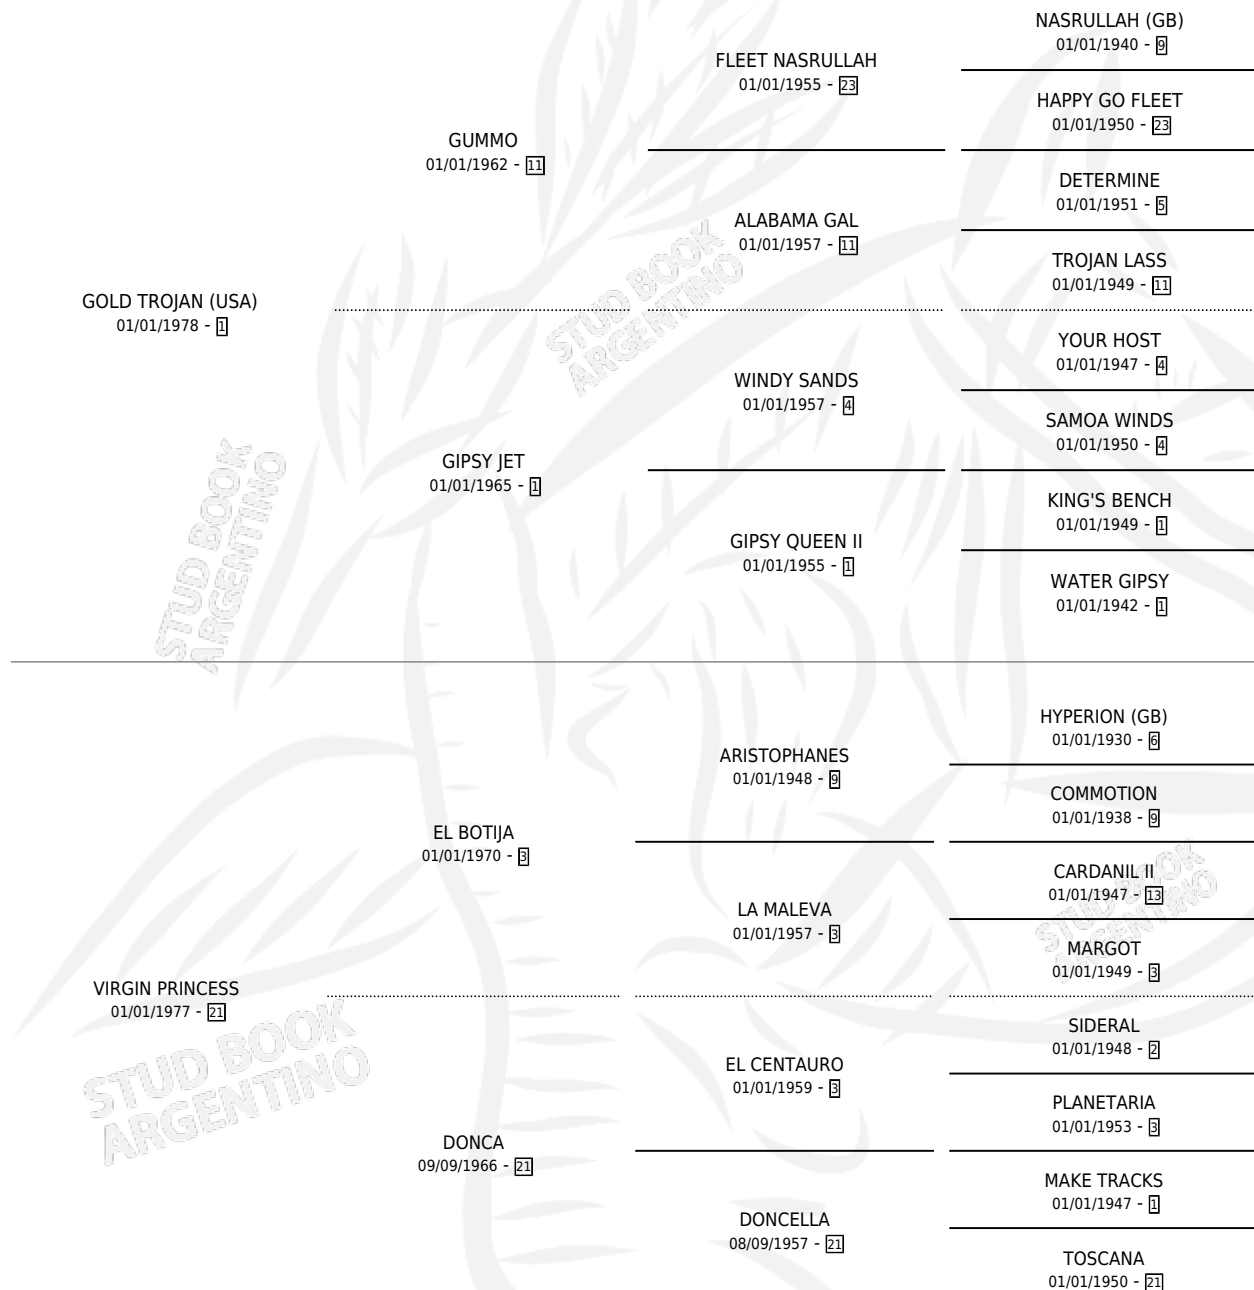 NASRULLAH (GB)
01/01/1940 - 9
FLEET NASRULLAH
01/01/1955 - 23
HAPPY GO FLEET
01/01/1950 - 23
GUMMO
01/01/1962 - 11
DETERMINE
01/01/1951 - 5
ALABAMA GAL
01/01/1957 - 11
TROJAN LASS
01/01/1949 - 11
GOLD TROJAN (USA)
01/01/1978 - 1
YOUR HOST
01/01/1947 - 4
WINDY SANDS
01/01/1957 - 4
SAMOA WINDS
01/01/1950 - 4
GIPSY JET
01/01/1965 - 1
KING'S BENCH
01/01/1949 - 1
GIPSY QUEEN II
01/01/1955 - 1
WATER GIPSY
01/01/1942 - 1
HYPERION (GB)
01/01/1930 - 6
ARISTOPHANES
01/01/1948 - 9
COMMOTION
01/01/1938 - 9
EL BOTIJA
01/01/1970 - 3
CARDANIL II
01/01/1947 - 13
LA MALEVA
01/01/1957 - 3
MARGOT
01/01/1949 - 3
VIRGIN PRINCESS
01/01/1977 - 21
SIDERAL
01/01/1948 - 2
EL CENTAURO
01/01/1959 - 3
PLANETARIA
01/01/1953 - 3
DONCA
09/09/1966 - 21
MAKE TRACKS
01/01/1947 - 1
DONCELLA
08/09/1957 - 21
TOSCANA
01/01/1950 - 21
STUD BOOK
ARGENTINO
STUD BOOK
ARGENTINO
STUD BOOK
ARGENTINO
STUD BOOK
ARGENTINO